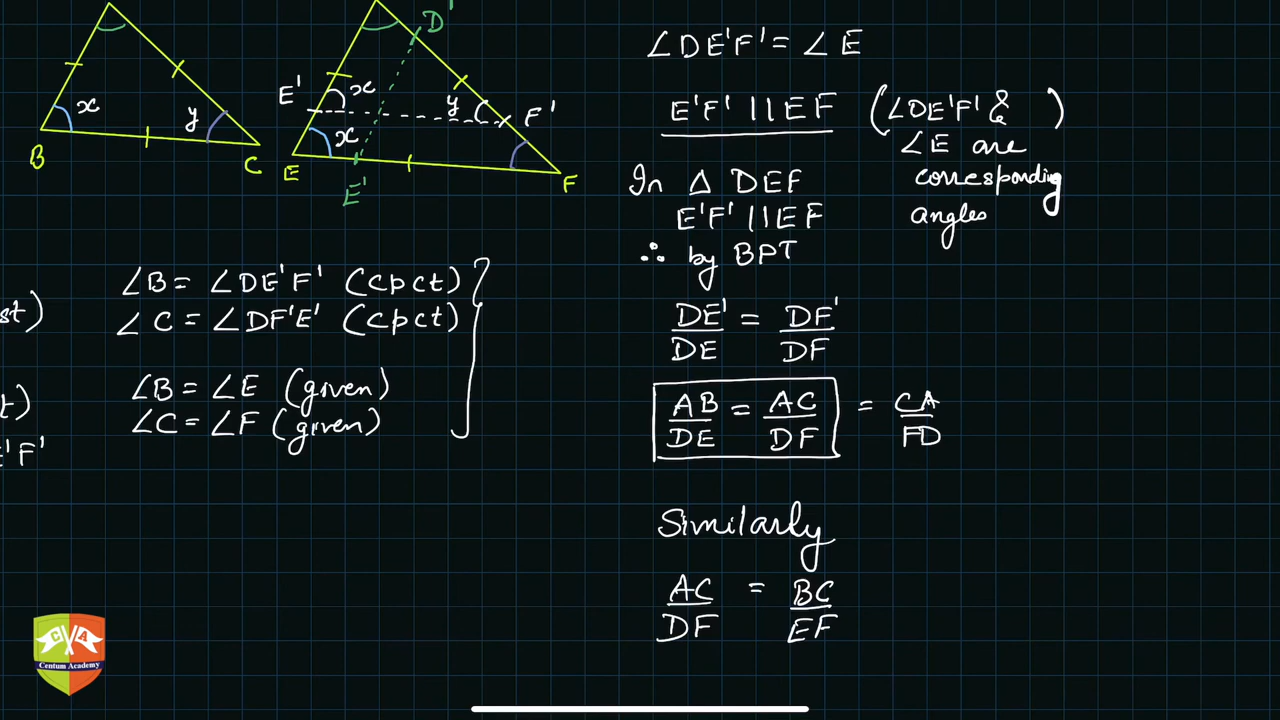 D'
E'
x
y
F'
x
y
x
B
C
E
E'
F
st)
t)
E'F'
∠B = ∠DE'F' (cpct)
∠C = ∠DF'E' (cpct)
∠B = ∠E (given)
∠C = ∠F (given)
∠DE'F' = ∠E
E'F' || EF (∠DE'F' & )
∠E are
corresponding
angles
In Δ DEF
E'F' || EF
∴ by BPT
DE'/DE = DF'/DF
AB/DE = AC/DF = CA/FD
Similarly
AC/DF = BC/EF
C A
Centum Academy